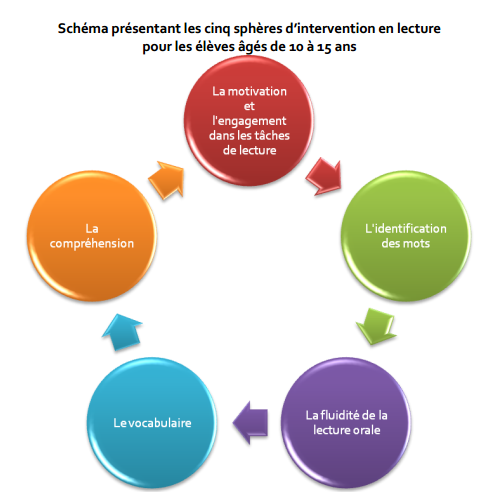 Schéma présentant les cinq sphères d'intervention en lecture
pour les élèves âgés de 10 à 15 ans
La motivation
et
l'engagement
dans les tâches
de lecture
L'identification
des mots
La fluidité de la
lecture orale
Le vocabulaire
La
compréhension